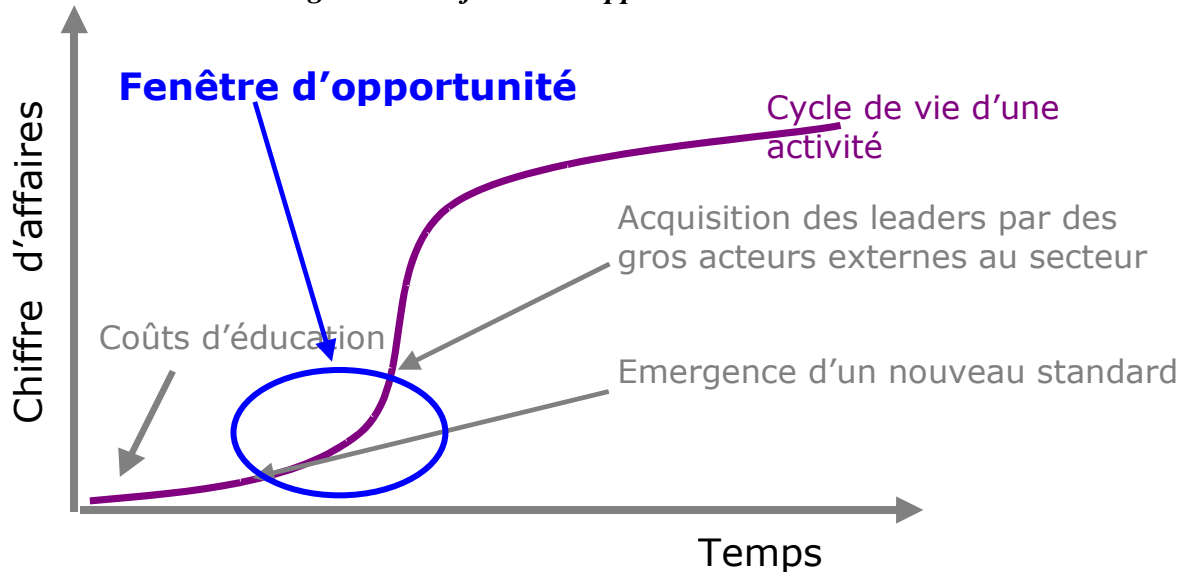 Fenêtre d’opportunité
Cycle de vie d’une
activité
Chiffre d’affaires
Acquisition des leaders par des
gros acteurs externes au secteur
Coûts d’éducation
Emergence d’un nouveau standard
Temps